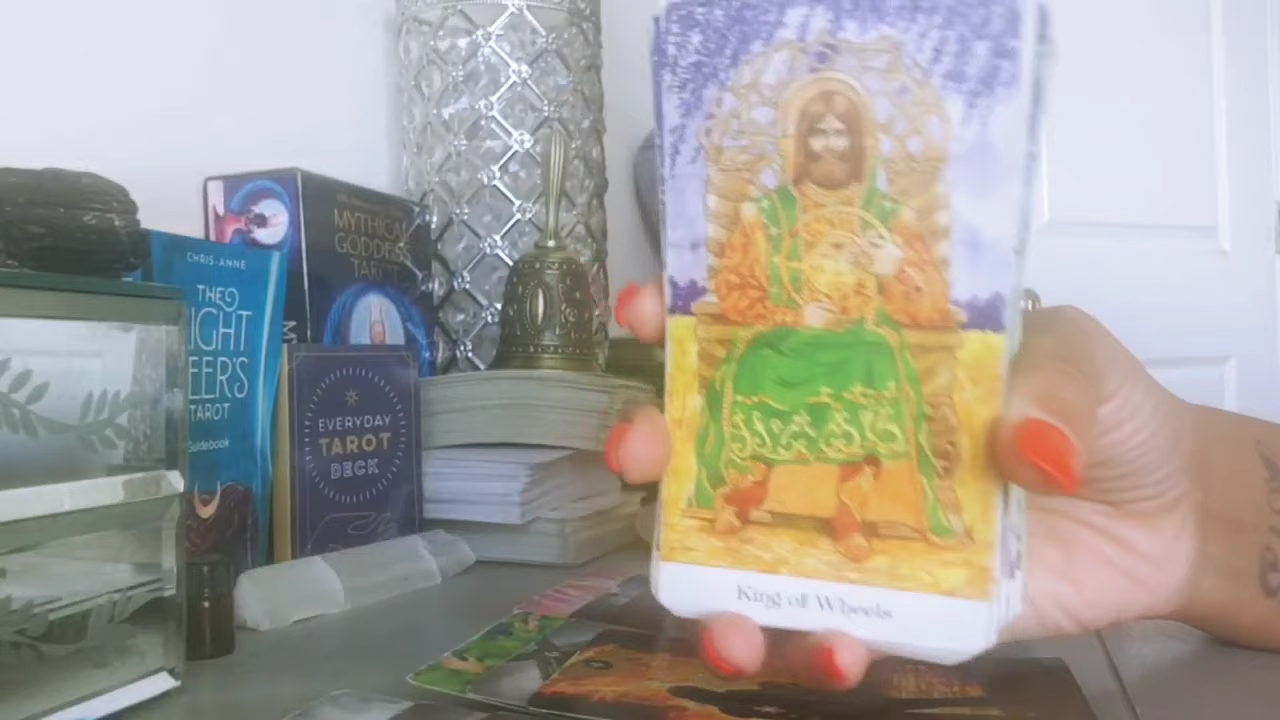 CHRIS-ANNE
THE
IGHT
EER'S
TAROT
Guidebook
MYTHICAL
GODDESS
TAROT
M
EVERYDAY
TAROT
DECK
King of Wheels